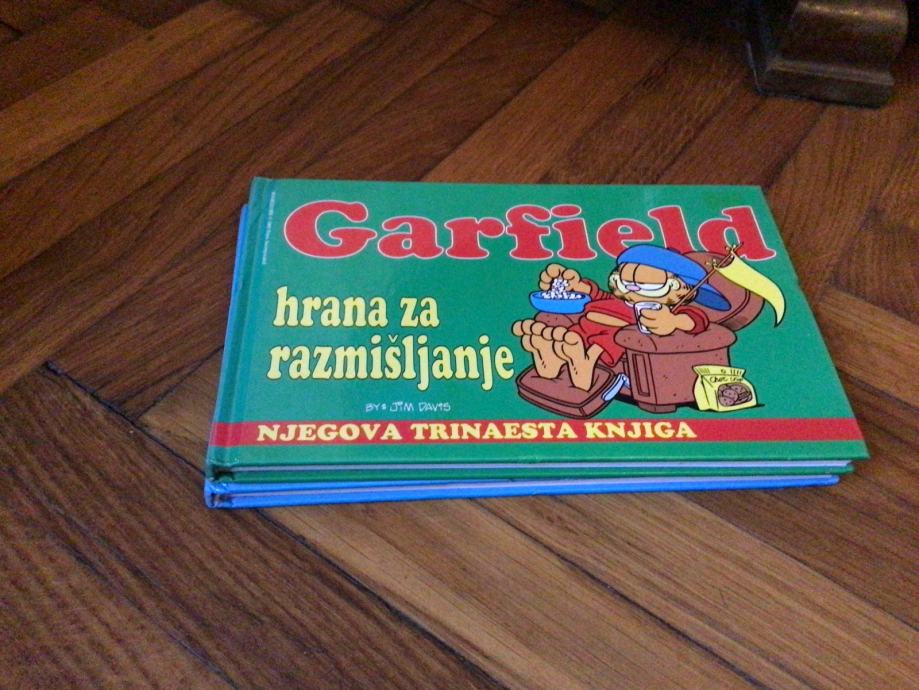 Garfield
hrana za
razmišljanje
BY: JIM DAVIS
NJEGOVA TRINAESTA KNJIGA